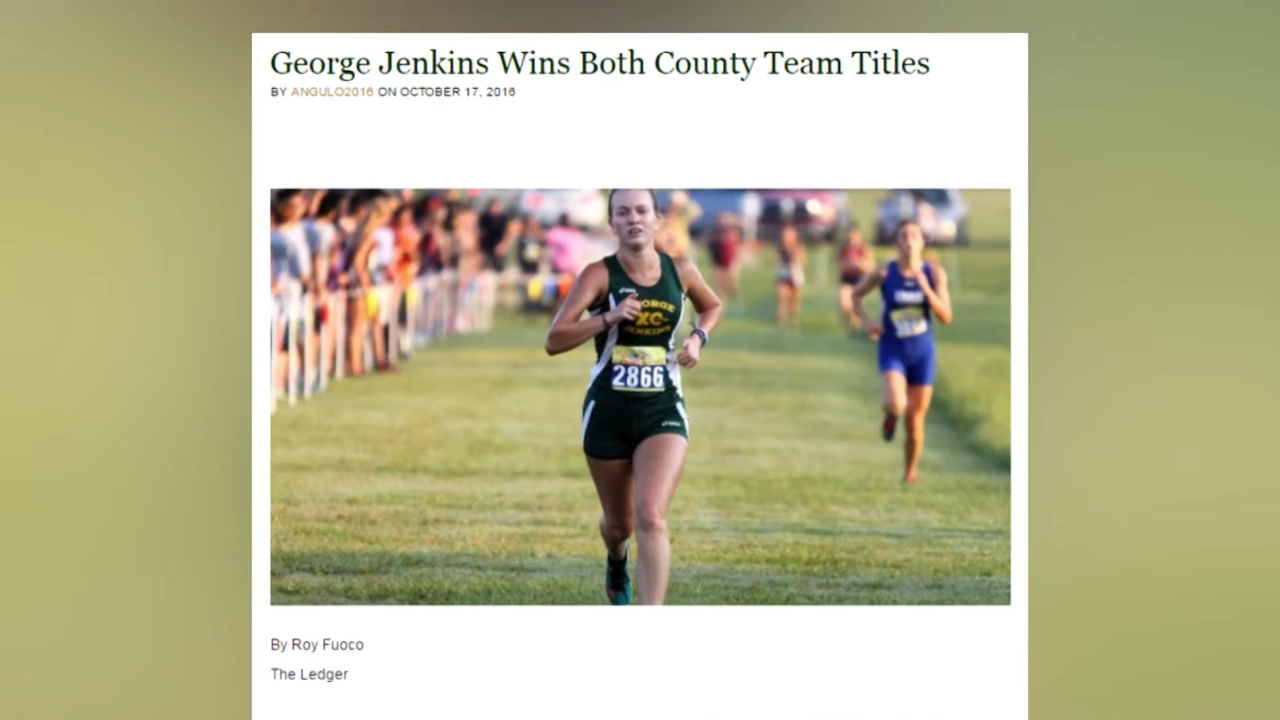 George Jenkins Wins Both County Team Titles
BY ANGULO2016 ON OCTOBER 17, 2016
GEORGE
XC
JENKINS
2866
By Roy Fuoco
The Ledger